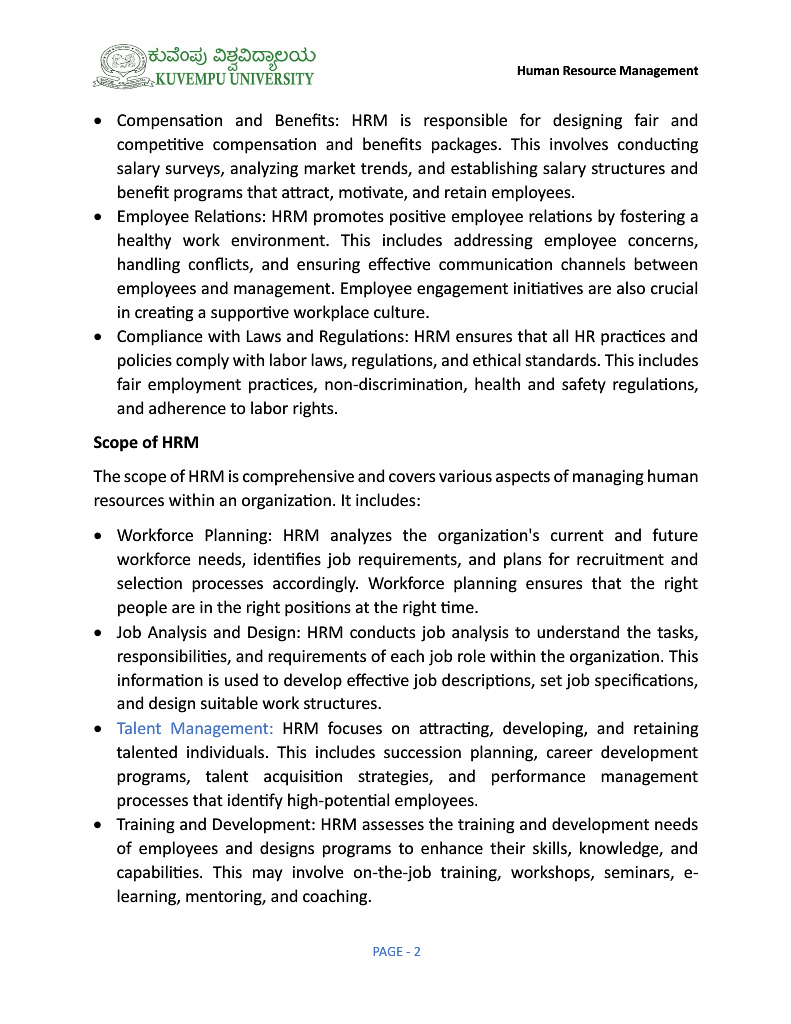 ಕುವೆಂಪು ವಿಶ್ವವಿದ್ಯಾಲಯ
KUVEMPU UNIVERSITY
Human Resource Management
• Compensation and Benefits: HRM is responsible for designing fair and
competitive compensation and benefits packages. This involves conducting
salary surveys, analyzing market trends, and establishing salary structures and
benefit programs that attract, motivate, and retain employees.
• Employee Relations: HRM promotes positive employee relations by fostering a
healthy work environment. This includes addressing employee concerns,
handling conflicts, and ensuring effective communication channels between
employees and management. Employee engagement initiatives are also crucial
in creating a supportive workplace culture.
• Compliance with Laws and Regulations: HRM ensures that all HR practices and
policies comply with labor laws, regulations, and ethical standards. This includes
fair employment practices, non-discrimination, health and safety regulations,
and adherence to labor rights.
Scope of HRM
The scope of HRM is comprehensive and covers various aspects of managing human
resources within an organization. It includes:
• Workforce Planning: HRM analyzes the organization's current and future
workforce needs, identifies job requirements, and plans for recruitment and
selection processes accordingly. Workforce planning ensures that the right
people are in the right positions at the right time.
• Job Analysis and Design: HRM conducts job analysis to understand the tasks,
responsibilities, and requirements of each job role within the organization. This
information is used to develop effective job descriptions, set job specifications,
and design suitable work structures.
• Talent Management: HRM focuses on attracting, developing, and retaining
talented individuals. This includes succession planning, career development
programs, talent acquisition strategies, and performance management
processes that identify high-potential employees.
• Training and Development: HRM assesses the training and development needs
of employees and designs programs to enhance their skills, knowledge, and
capabilities. This may involve on-the-job training, workshops, seminars, e-
learning, mentoring, and coaching.
PAGE - 2